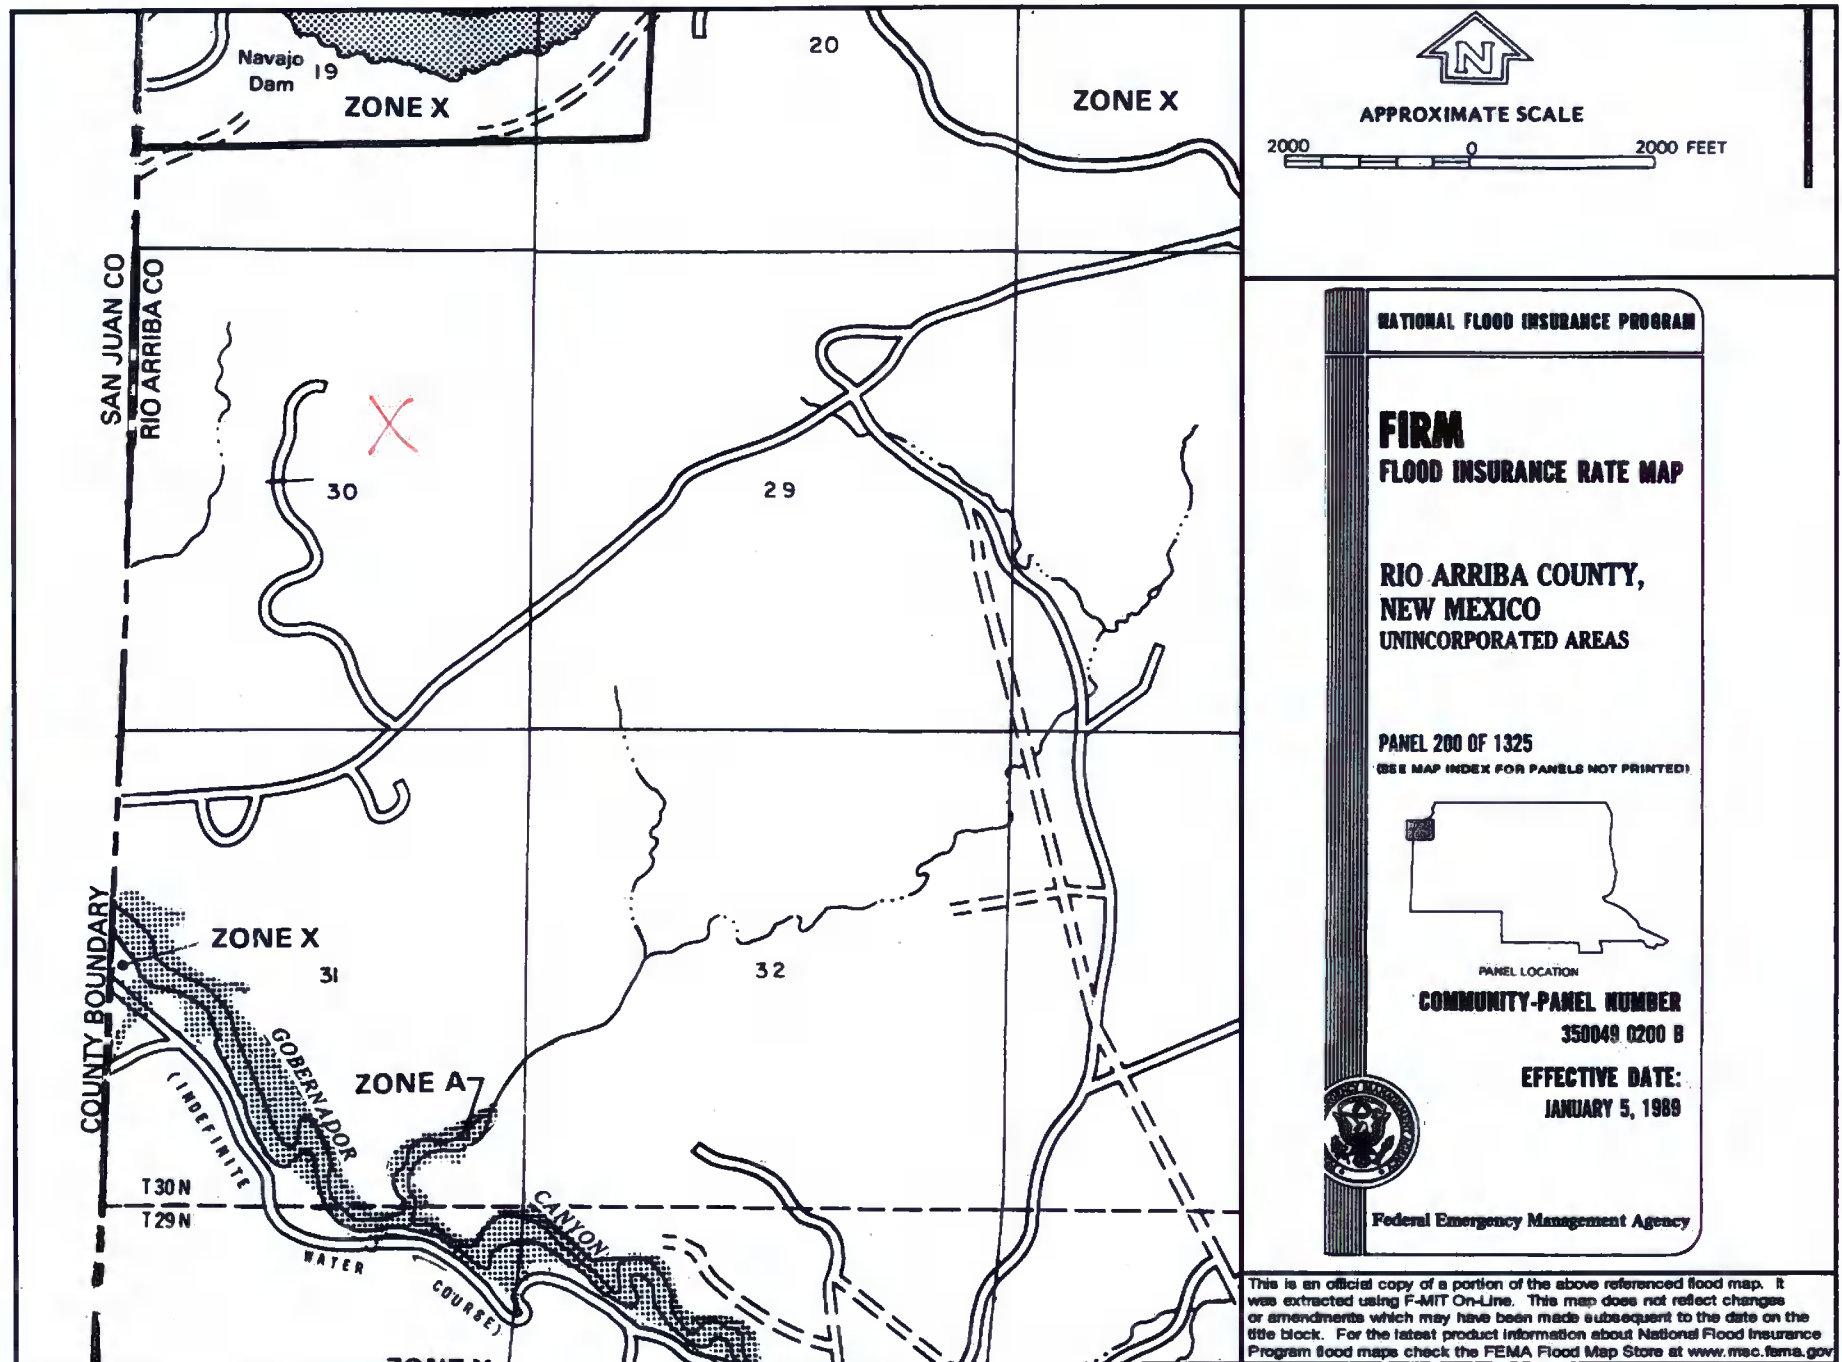 Navajo
Dam
19
ZONE X
20
ZONE X
SAN JUAN CO
RIO ARRIBA CO
30
29
COUNTY BOUNDARY
ZONE X
31
32
GOBERNADOR
CANYON
ZONE A
(INDEFINITE
WATER
COURSE)
T30N
T29N
N
APPROXIMATE SCALE
2000 0 2000 FEET
NATIONAL FLOOD INSURANCE PROGRAM
FIRM
FLOOD INSURANCE RATE MAP
RIO ARRIBA COUNTY,
NEW MEXICO
UNINCORPORATED AREAS
PANEL 200 OF 1325
(SEE MAP INDEX FOR PANELS NOT PRINTED)
PANEL LOCATION
COMMUNITY-PANEL NUMBER
350049 0200 B
EFFECTIVE DATE:
JANUARY 5, 1989
Federal Emergency Management Agency
This is an official copy of a portion of the above referenced flood map. It
was extracted using F-MIT On-Line. This map does not reflect changes
or amendments which may have been made subsequent to the date on the
title block. For the latest product information about National Flood Insurance
Program flood maps check the FEMA Flood Map Store at www.msc.fema.gov